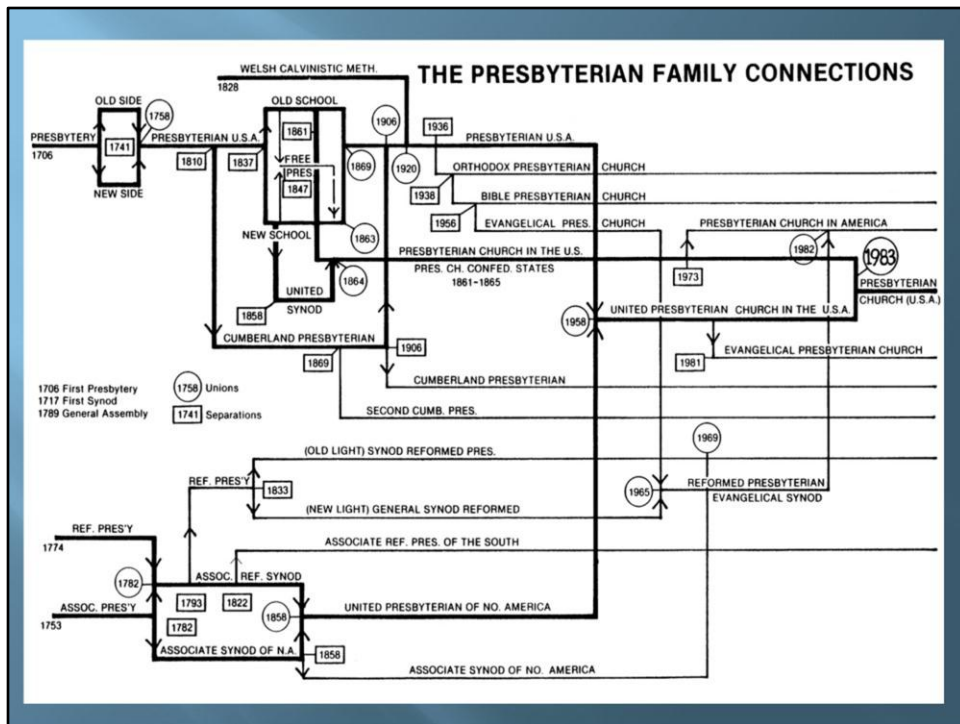 THE PRESBYTERIAN FAMILY CONNECTIONS
WELSH CALVINISTIC METH.
1828
OLD SIDE
1758
OLD SCHOOL
1906
1936
PRESBYTERY
1741
PRESBYTERIAN U.S.A.
1861
PRESBYTERIAN U.S.A.
1706
1810
1837
FREE
PRES.
1869
1920
ORTHODOX PRESBYTERIAN CHURCH
NEW SIDE
1847
1938
BIBLE PRESBYTERIAN CHURCH
1956
EVANGELICAL PRES. CHURCH
PRESBYTERIAN CHURCH IN AMERICA
NEW SCHOOL
1863
1982
1983
PRESBYTERIAN CHURCH IN THE U.S.
PRES. CH. CONFED. STATES
1861-1865
1973
1864
PRESBYTERIAN
CHURCH (U.S.A.)
UNITED
SYNOD
1858
1958
UNITED PRESBYTERIAN CHURCH IN THE U.S.A.
CUMBERLAND PRESBYTERIAN
1906
1869
1981
EVANGELICAL PRESBYTERIAN CHURCH
1706 First Presbytery
1717 First Synod
1789 General Assembly
1758 Unions
1741 Separations
CUMBERLAND PRESBYTERIAN
SECOND CUMB. PRES.
1969
(OLD LIGHT) SYNOD REFORMED PRES.
REF. PRES'Y
1833
1965
REFORMED PRESBYTERIAN
EVANGELICAL SYNOD
(NEW LIGHT) GENERAL SYNOD REFORMED
REF. PRES'Y
1774
ASSOCIATE REF. PRES. OF THE SOUTH
1782
ASSOC. REF. SYNOD
1793
1822
ASSOC. PRES'Y
1753
1782
1858
UNITED PRESBYTERIAN OF NO. AMERICA
ASSOCIATE SYNOD OF N.A.
1858
ASSOCIATE SYNOD OF NO. AMERICA